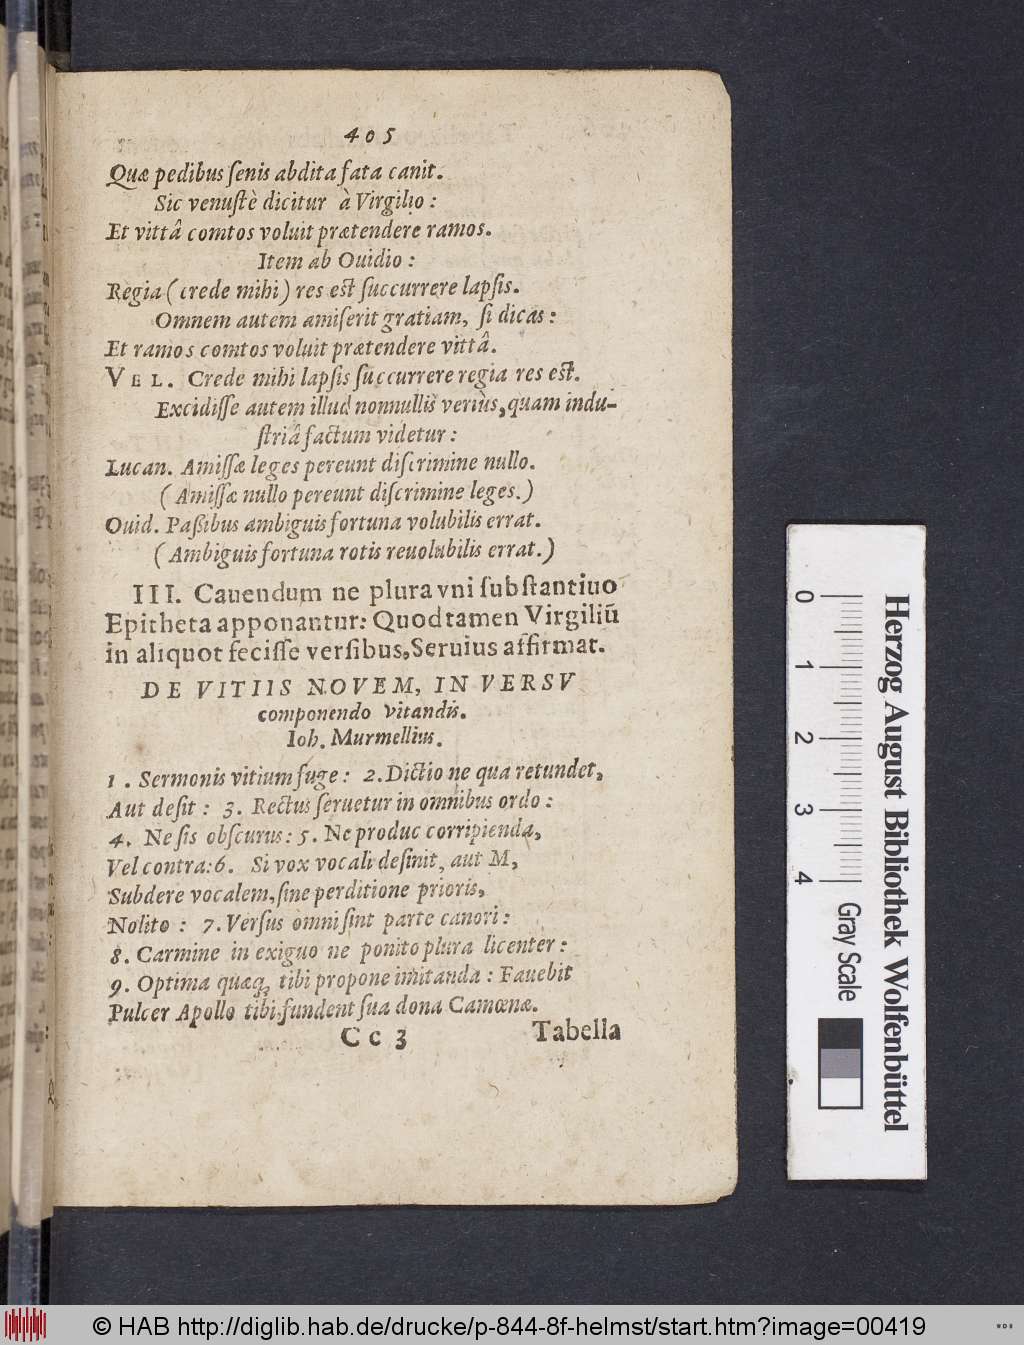 405
Quæ pedibus ſenis abdita fata canit.
Sic venuſtè dicitur à Virgilio :
Et vittâ comtos voluit prætendere ramos.
Item ab Ouidio :
Regia (crede mihi) res eſt ſuccurrere lapſis.
Omnem autem amiſerit gratiam, ſi dicas :
Et ramos comtos voluit prætendere vittâ.
VEL. Crede mihi lapſis ſuccurrere regia res eſt.
Excidiſſe autem illud nonnullis veriùs, quam indu-
ſtriâ factum videtur :
Lucan. Amiſſæ leges pereunt diſcrimine nullo.
( Amiſſæ nullo pereunt diſcrimine leges.)
Ouid. Paßibus ambiguis fortuna volubilis errat.
( Ambiguis fortuna rotis reuolubilis errat.)
III. Cauendum ne plura vni ſubſtantiuo
Epitheta apponantur: Quod tamen Virgiliũ
in aliquot feciſſe verſibus, Seruius affirmat.
DE VITIIS NOVEM, IN VERSV
componendo vitandis.
Ioh. Murmellius.
1. Sermonis vitium fuge : 2. Dictio ne qua retundet,
Aut deſit : 3. Rectus ſeruetur in omnibus ordo :
4. Ne ſis obſcurus : 5. Ne produc corripienda,
Vel contra: 6. Si vox vocali deſinit, aut M,
Subdere vocalem, ſine perditione prioris,
Nolito : 7. Verſus omni ſint parte canori :
8. Carmine in exiguo ne ponito plura licenter :
9. Optima quæq; tibi propone imitanda : Fauebit
Pulcer Apollo tibi, fundent ſua dona Camœnæ.
Cc 3 Tabella
0 1 2 3 4 Gray Scale
Herzog August Bibliothek Wolfenbüttel
© HAB http://diglib.hab.de/drucke/p-844-8f-helmst/start.htm?image=00419